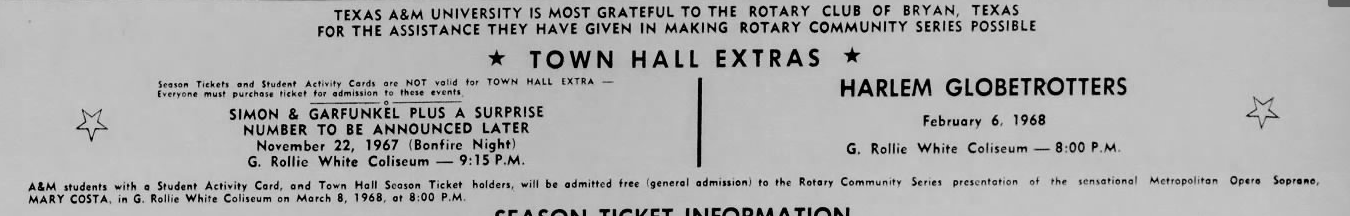 TEXAS A&M UNIVERSITY IS MOST GRATEFUL TO THE ROTARY CLUB OF BRYAN, TEXAS
FOR THE ASSISTANCE THEY HAVE GIVEN IN MAKING ROTARY COMMUNITY SERIES POSSIBLE
★ TOWN HALL EXTRAS ★
Season Tickets and Student Activity Cards are NOT valid for TOWN HALL EXTRA —
Everyone must purchase ticket for admission to these events.
SIMON & GARFUNKEL PLUS A SURPRISE
NUMBER TO BE ANNOUNCED LATER
November 22, 1967 (Bonfire Night)
G. Rollie White Coliseum — 9:15 P.M.
HARLEM GLOBETROTTERS
February 6, 1968
G. Rollie White Coliseum — 8:00 P.M.
A&M students with a Student Activity Card, and Town Hall Season Ticket holders, will be admitted free (general admission) to the Rotary Community Series presentation of the sensational Metropolitan Opera Soprano,
MARY COSTA, in G. Rollie White Coliseum on March 8, 1968, at 8:00 P.M.
SEASON TICKET INFORMATION